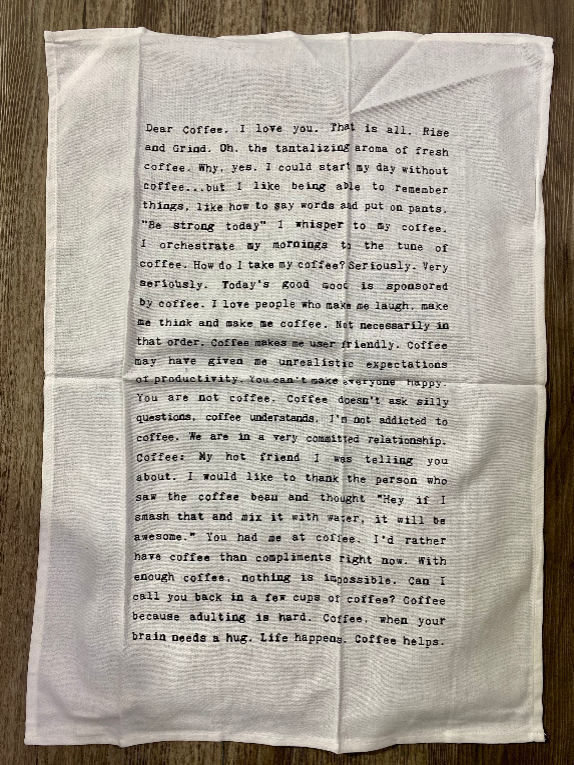 Dear Coffee, I love you. That is all. Rise
and Grind. Oh, the tantalizing aroma of fresh
coffee. Why, yes, I could start my day without
coffee...but I like being able to remember
things, like how to say words and put on pants.
"Be strong today" I whisper to my coffee.
I orchestrate my mornings to the tune of
coffee. How do I take my coffee? Seriously. Very
seriously. Today's good mood is sponsored
by coffee. I love people who make me laugh, make
me think and make me coffee. Not necessarily in
that order. Coffee makes me user friendly. Coffee
may have given me unrealistic expectations
of productivity. You can't make everyone happy.
You are not coffee. Coffee doesn't ask silly
questions, coffee understands. I'm not addicted to
coffee. We are in a very committed relationship.
Coffee: My hot friend I was telling you
about. I would like to thank the person who
saw the coffee bean and thought "Hey if I
smash that and mix it with water, it will be
awesome." You had me at coffee. I'd rather
have coffee than compliments right now. With
enough coffee, nothing is impossible. Can I
call you back in a few cups of coffee? Coffee
because adulting is hard. Coffee, when your
brain needs a hug. Life happens. Coffee helps.